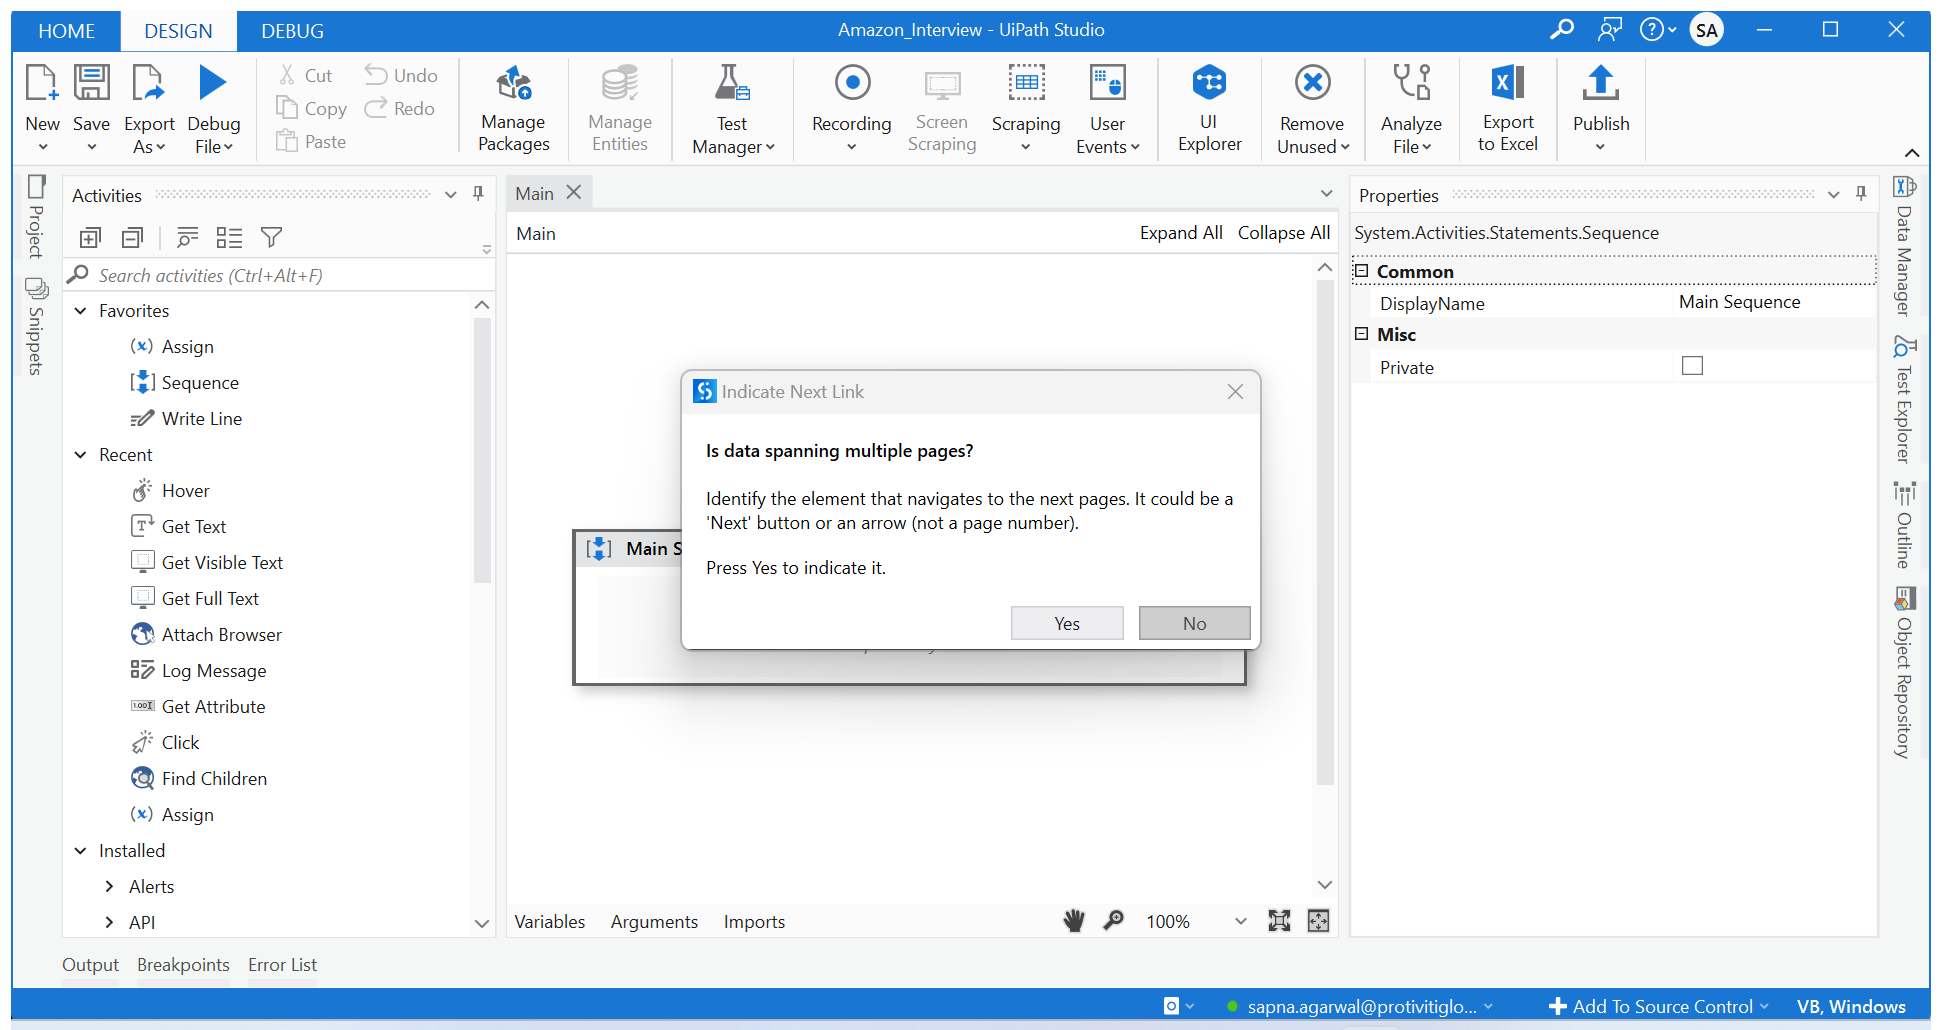 HOME DESIGN DEBUG Amazon_Interview - UiPath Studio SA
New Save Export As Debug File
Cut Undo
Copy Redo
Paste
Manage Packages
Manage Entities
Test Manager
Recording
Screen Scraping
Scraping
User Events
UI Explorer
Remove Unused
Analyze File
Export to Excel
Publish
Project
Snippets
Activities
Search activities (Ctrl+Alt+F)
Favorites
Assign
Sequence
Write Line
Recent
Hover
Get Text
Get Visible Text
Get Full Text
Attach Browser
Log Message
Get Attribute
Click
Find Children
Assign
Installed
Alerts
API
Main
Main Expand All Collapse All
Main S
Indicate Next Link
Is data spanning multiple pages?
Identify the element that navigates to the next pages. It could be a
'Next' button or an arrow (not a page number).
Press Yes to indicate it.
Yes No
Variables Arguments Imports 100%
Properties
System.Activities.Statements.Sequence
Common
DisplayName Main Sequence
Misc
Private
Data Manager
Test Explorer
Outline
Object Repository
Output Breakpoints Error List
sapna.agarwal@protivitiglo... Add To Source Control VB, Windows